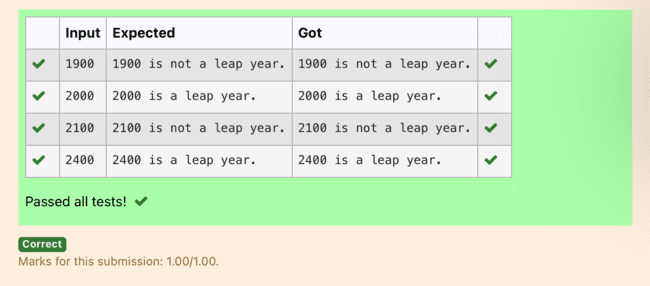 Input Expected Got
1900 1900 is not a leap year. 1900 is not a leap year.
2000 2000 is a leap year. 2000 is a leap year.
2100 2100 is not a leap year. 2100 is not a leap year.
2400 2400 is a leap year. 2400 is a leap year.
Passed all tests!
Correct
Marks for this submission: 1.00/1.00.